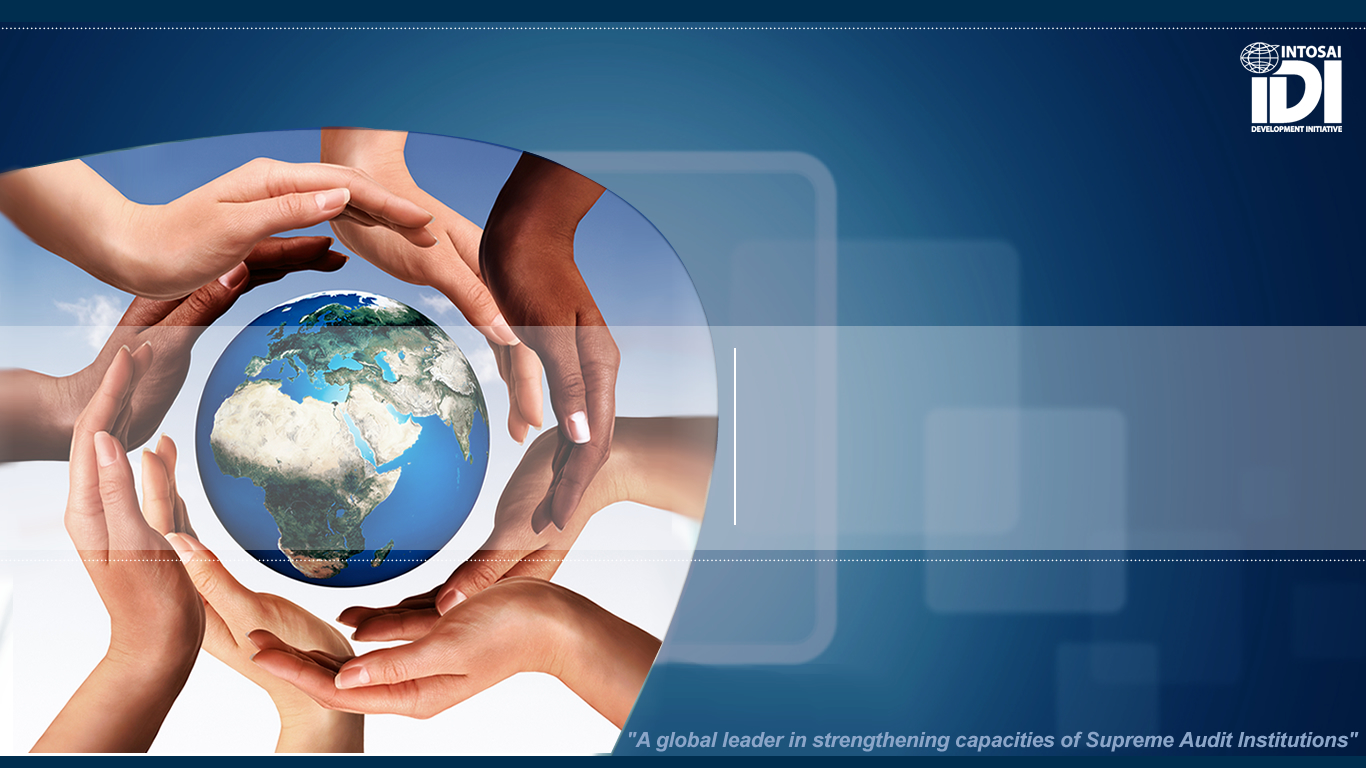 INTOSAI
IDI
DEVELOPMENT INITIATIVE
"A global leader in strengthening capacities of Supreme Audit Institutions"